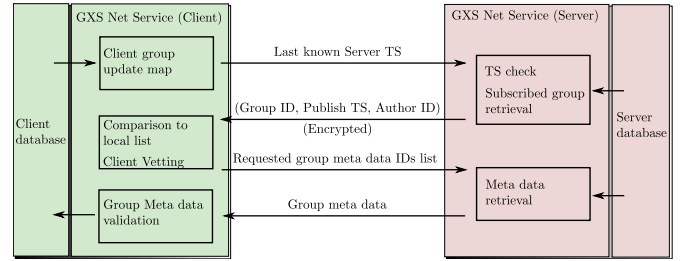 GXS Net Service (Client)
GXS Net Service (Server)
Client group
update map
Last known Server TS
TS check
Subscribed group
retrieval
(Group ID, Publish TS, Author ID)
(Encrypted)
Client
database
Comparison to
local list
Client Vetting
Server
database
Requested group meta data IDs list
Group Meta data
validation
Group meta data
Meta data
retrieval